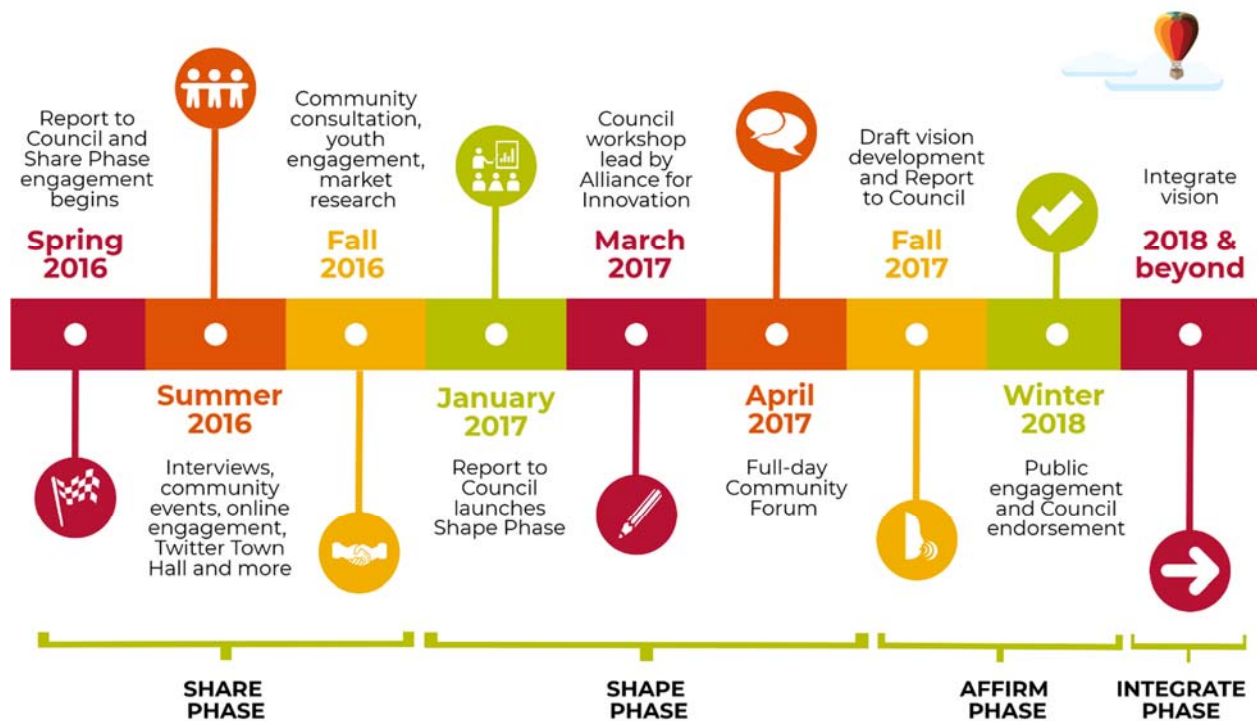 Report to
Council and
Share Phase
engagement
begins
Spring
2016
Summer
2016
Interviews,
community
events, online
engagement,
Twitter Town
Hall and more
Community
consultation,
youth
engagement,
market
research
Fall
2016
January
2017
Report to
Council
launches
Shape Phase
Council
workshop
lead by
Alliance for
Innovation
March
2017
April
2017
Full-day
Community
Forum
Draft vision
development
and Report
to Council
Fall
2017
Winter
2018
Public
engagement
and Council
endorsement
Integrate
vision
2018 &
beyond
SHARE
PHASE
SHAPE
PHASE
AFFIRM
PHASE
INTEGRATE
PHASE